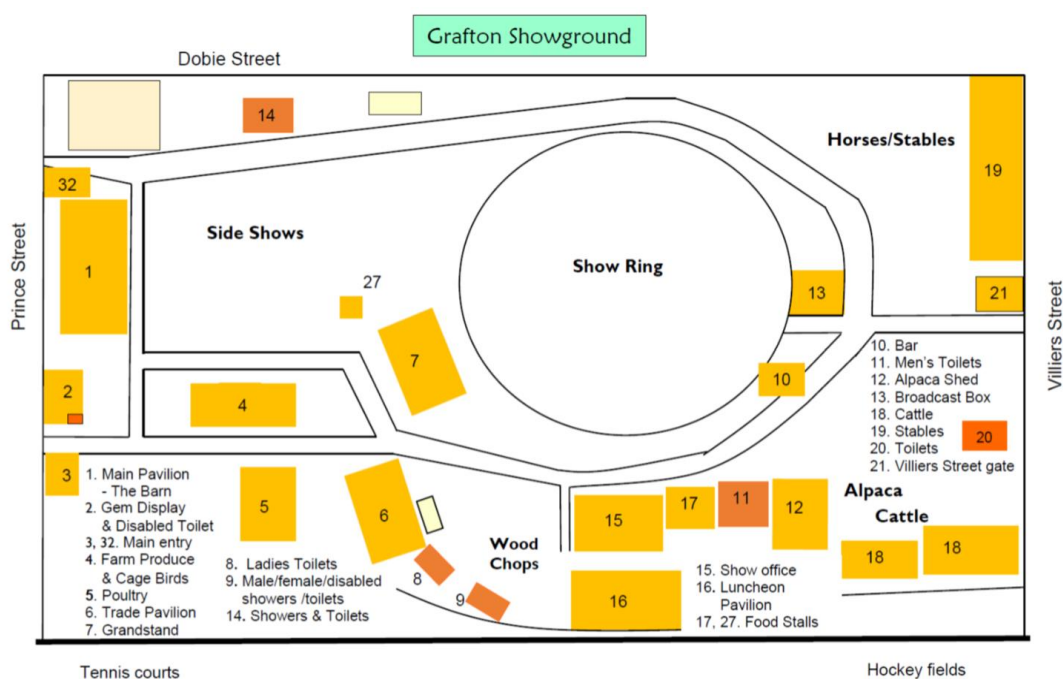 Grafton Showground
Dobie Street
14
Horses/Stables
19
32
Prince Street
1
Side Shows
Show Ring
27
13
21
Villiers Street
7
2
4
10
10. Bar
11. Men's Toilets
12. Alpaca Shed
13. Broadcast Box
18. Cattle
19. Stables
20. Toilets
21. Villiers Street gate
20
3
1. Main Pavilion
- The Barn
2. Gem Display
& Disabled Toilet
3, 32. Main entry
4. Farm Produce
& Cage Birds
5. Poultry
6. Trade Pavilion
7. Grandstand
5
6
8. Ladies Toilets
9. Male/female/disabled
showers /toilets
14. Showers & Toilets
8
9
Wood
Chops
15
17
11
12
Alpaca
Cattle
18
18
16
15. Show office
16. Luncheon
Pavilion
17, 27. Food Stalls
Tennis courts
Hockey fields